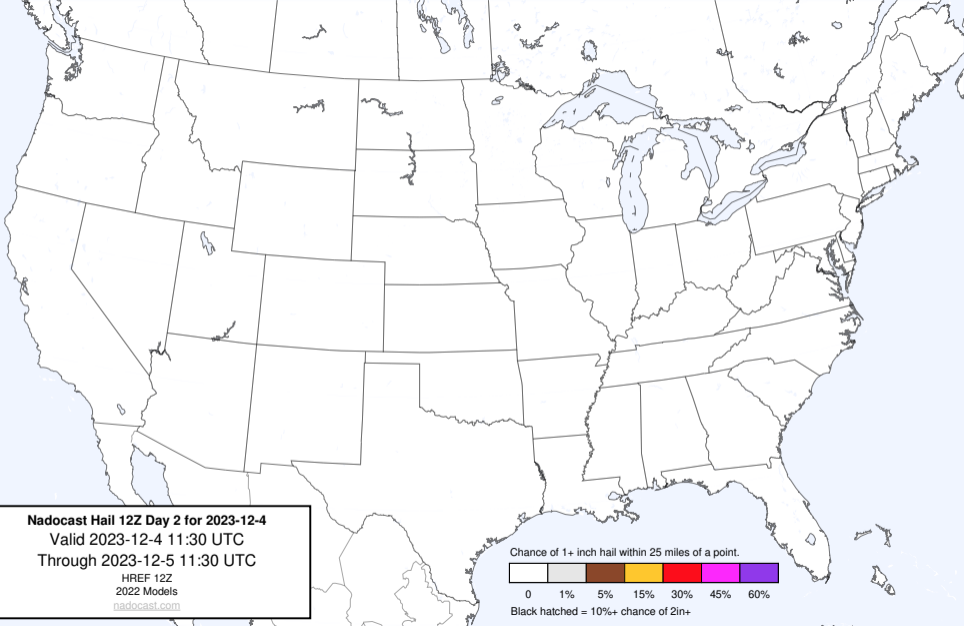 Nadocast Hail 12Z Day 2 for 2023-12-4
Valid 2023-12-4 11:30 UTC
Through 2023-12-5 11:30 UTC
HREF 12Z
2022 Models
nadocast.com
Chance of 1+ inch hail within 25 miles of a point.
0 1% 5% 15% 30% 45% 60%
Black hatched = 10%+ chance of 2in+